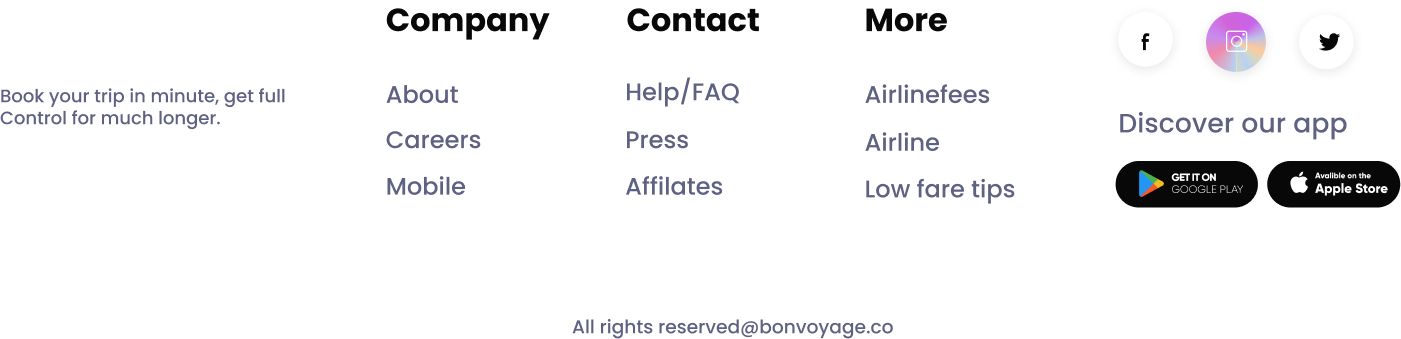 Book your trip in minute, get full
Control for much longer.
Company
About
Careers
Mobile
Contact
Help/FAQ
Press
Affilates
More
Airlinefees
Airline
Low fare tips
f
Discover our app
GET IT ON
GOOGLE PLAY
Avalible on the
Apple Store
All rights reserved@bonvoyage.co